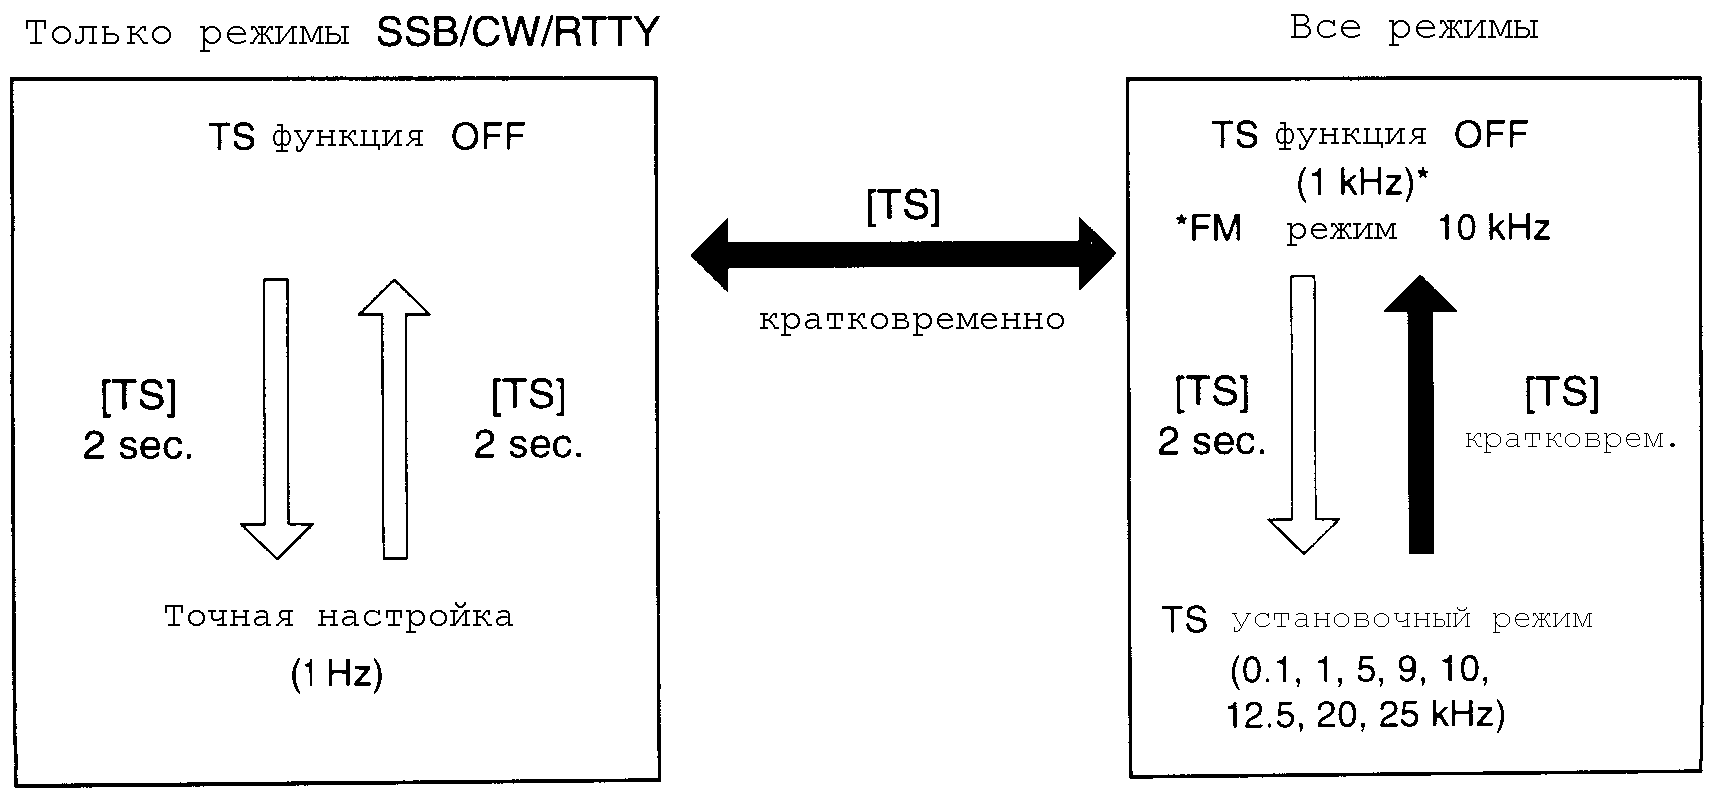 Только режимы SSB/CW/RTTY
TS функция OFF
[TS]
2 sec.
[TS]
2 sec.
Точная настройка
(1 Hz)
[TS]
кратковременно
Все режимы
TS функция OFF
(1 kHz)*
*FM режим 10 kHz
[TS]
2 sec.
[TS]
кратковрем.
TS установочный режим
(0.1, 1, 5, 9, 10,
12.5, 20, 25 kHz)